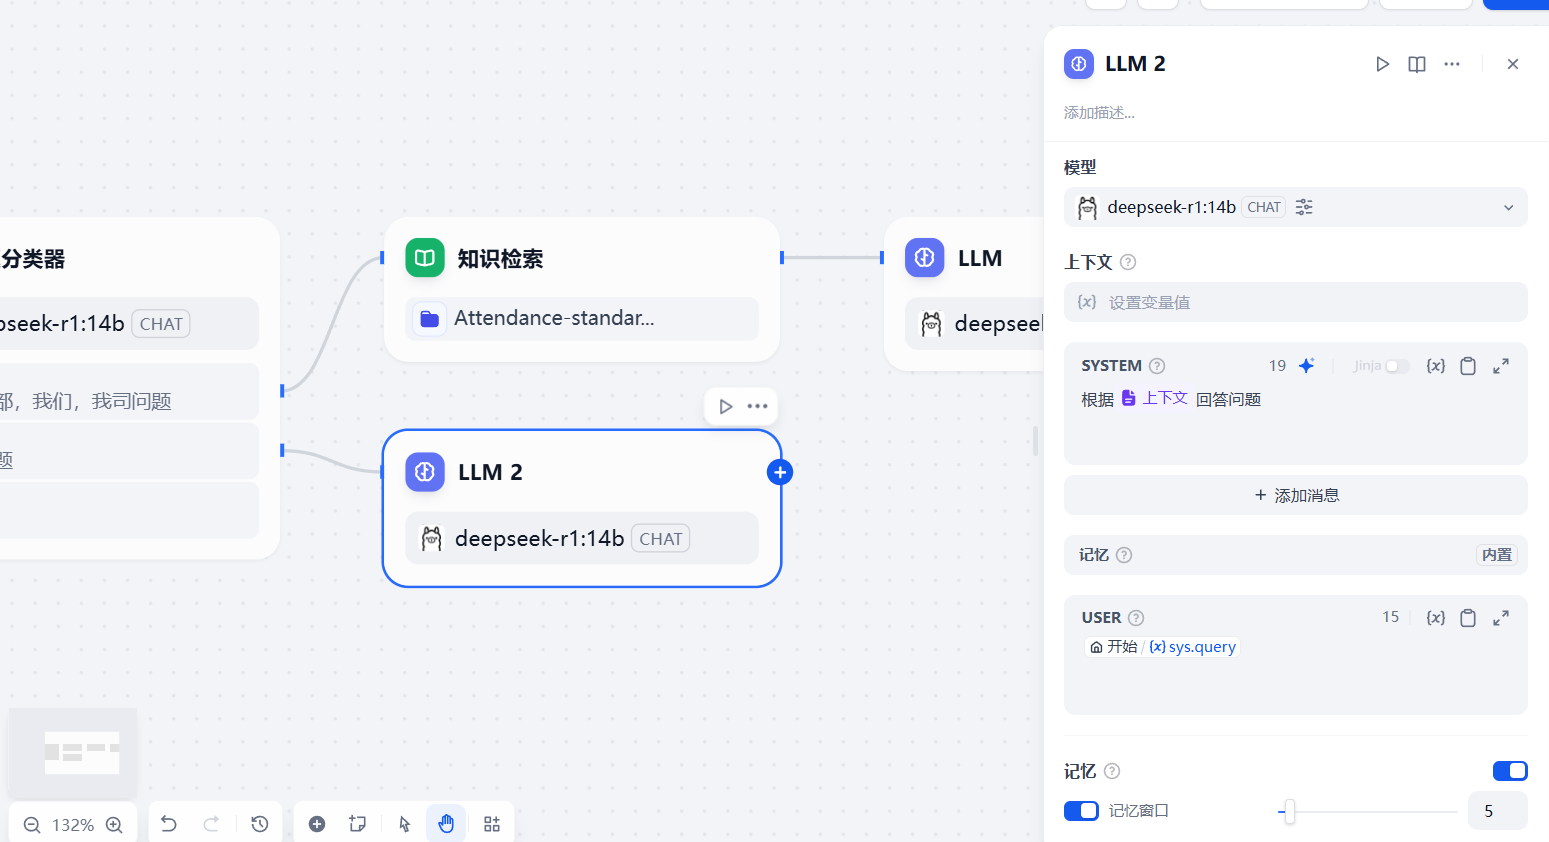 分类器
seek-r1:14b CHAT
部，我们，我司问题
题
知识检索
Attendance-standar...
LLM
deepseek
LLM 2
deepseek-r1:14b CHAT
132%
LLM 2
添加描述...
模型
deepseek-r1:14b CHAT
上下文
{x} 设置变量值
SYSTEM 19 Jinja {x}
根据 上下文 回答问题
+ 添加消息
记忆 内置
USER 15 {x}
开始 / {x} sys.query
记忆
记忆窗口 5